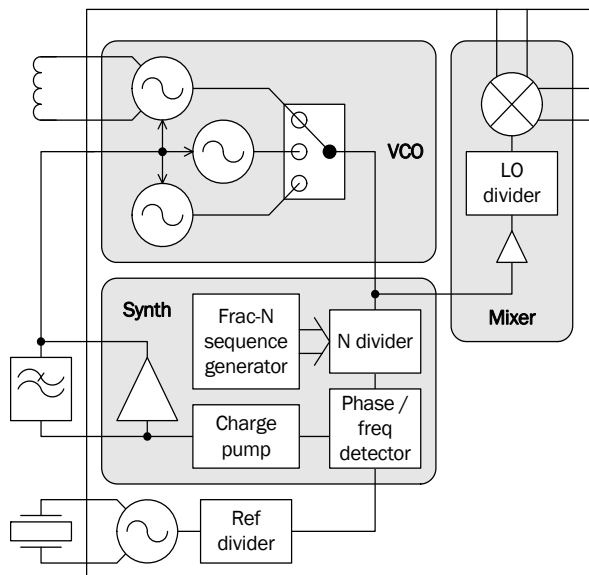 VCO
LO
divider
Mixer
Synth
Frac-N
sequence
generator
N divider
Charge
pump
Phase /
freq
detector
Ref
divider